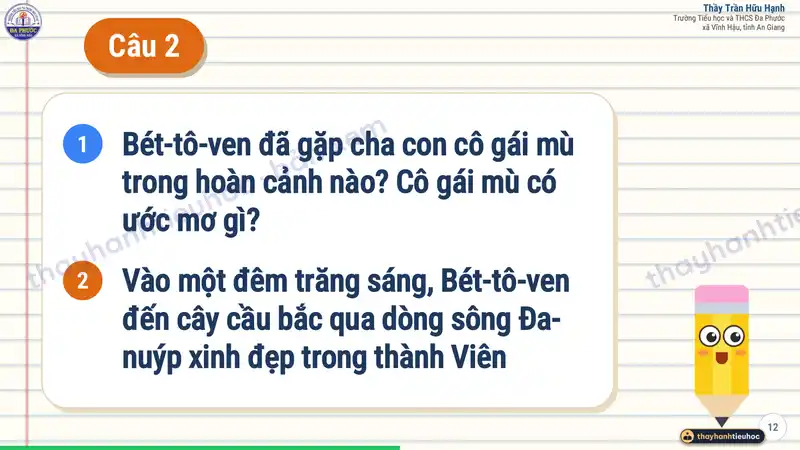 ĐA PHƯỚC
Thầy Trần Hữu Hạnh
Trường Tiểu học và THCS Đa Phước
xã Vĩnh Hậu, tỉnh An Giang
Câu 2
1
Bét-tô-ven đã gặp cha con cô gái mù
trong hoàn cảnh nào? Cô gái mù có
ước mơ gì?
2
Vào một đêm trăng sáng, Bét-tô-ven
đến cây cầu bắc qua dòng sông Đa-
nuýp xinh đẹp trong thành Viên
thayhanhtieuhoc
12